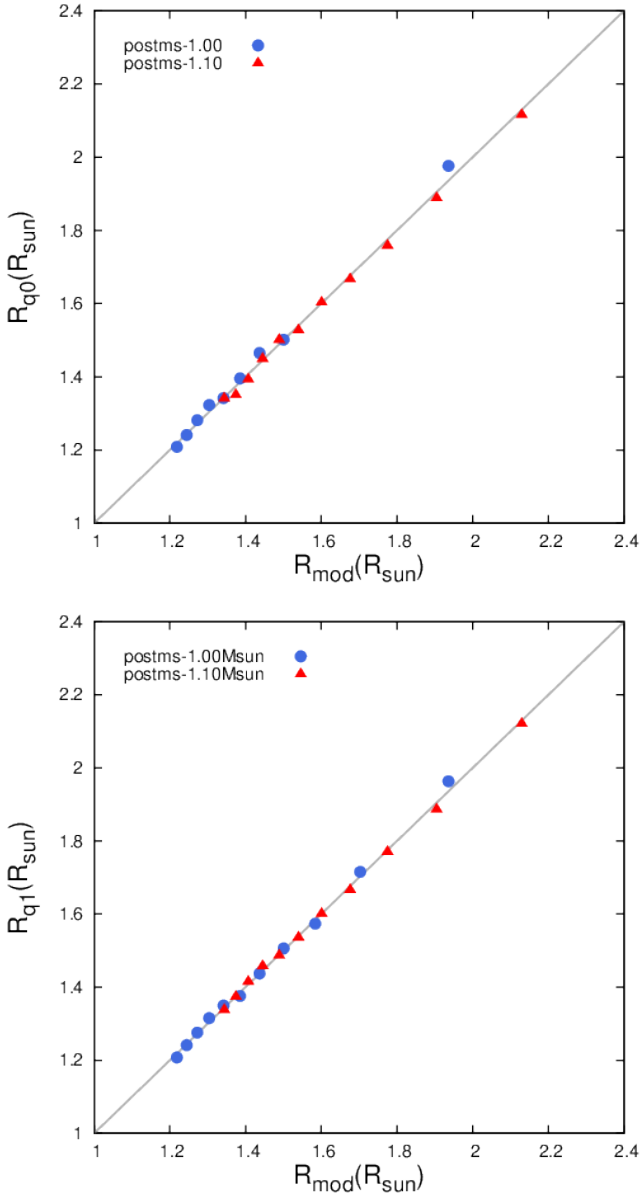 2.4
postms-1.00
postms-1.10
2.2
2
1.8
R_q0(R_sun)
1.6
1.4
1.2
1
1 1.2 1.4 1.6 1.8 2 2.2 2.4
R_mod(R_sun)
2.4
postms-1.00Msun
postms-1.10Msun
2.2
2
1.8
R_q1(R_sun)
1.6
1.4
1.2
1
1 1.2 1.4 1.6 1.8 2 2.2 2.4
R_mod(R_sun)